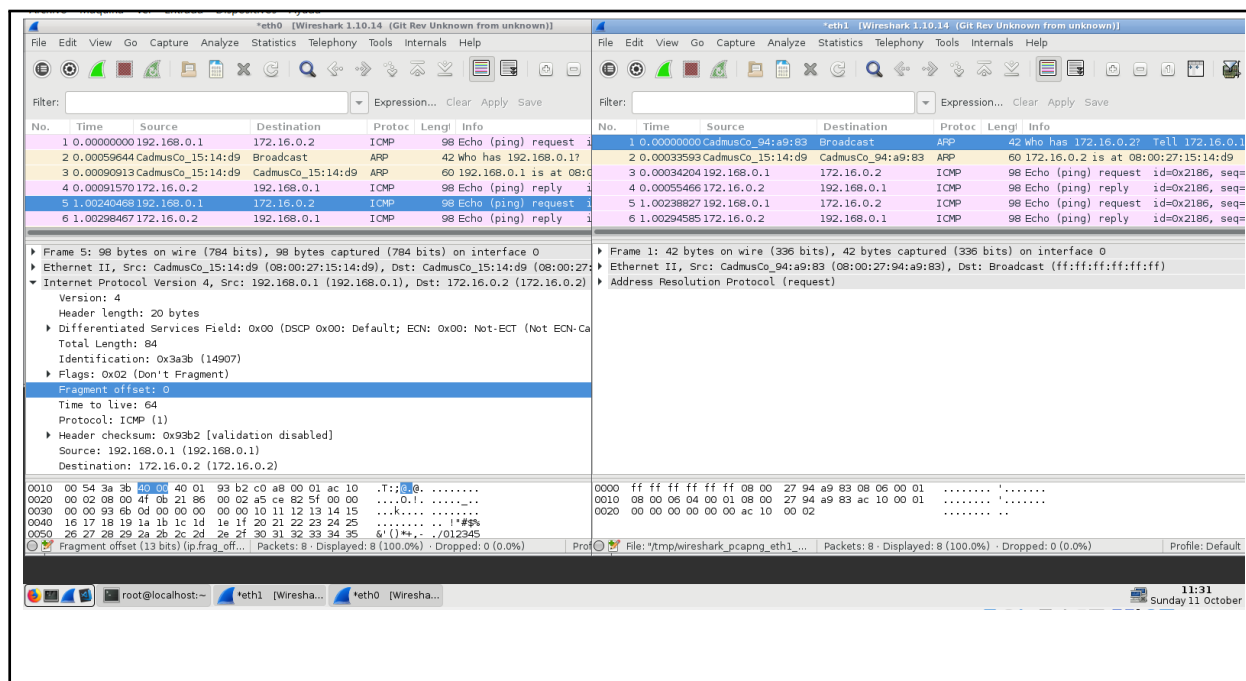 *eth0 [Wireshark 1.10.14 (Git Rev Unknown from unknown)]
File Edit View Go Capture Analyze Statistics Telephony Tools Internals Help
Filter: Expression... Clear Apply Save
No. Time Source Destination Protoc Lengt Info
1 0.00000000 192.168.0.1 172.16.0.2 ICMP 98 Echo (ping) request i
2 0.00059644 CadmusCo_15:14:d9 Broadcast ARP 42 Who has 192.168.0.1?
3 0.00090913 CadmusCo_15:14:d9 CadmusCo_15:14:d9 ARP 60 192.168.0.1 is at 08:0
4 0.00091570 172.16.0.2 192.168.0.1 ICMP 98 Echo (ping) reply i
5 1.00240468 192.168.0.1 172.16.0.2 ICMP 98 Echo (ping) request i
6 1.00298467 172.16.0.2 192.168.0.1 ICMP 98 Echo (ping) reply i
Frame 5: 98 bytes on wire (784 bits), 98 bytes captured (784 bits) on interface 0
Ethernet II, Src: CadmusCo_15:14:d9 (08:00:27:15:14:d9), Dst: CadmusCo_15:14:d9 (08:00:27:
Internet Protocol Version 4, Src: 192.168.0.1 (192.168.0.1), Dst: 172.16.0.2 (172.16.0.2)
Version: 4
Header length: 20 bytes
Differentiated Services Field: 0x00 (DSCP 0x00: Default; ECN: 0x00: Not-ECT (Not ECN-Ca
Total Length: 84
Identification: 0x3a3b (14907)
Flags: 0x02 (Don't Fragment)
Fragment offset: 0
Time to live: 64
Protocol: ICMP (1)
Header checksum: 0x93b2 [validation disabled]
Source: 192.168.0.1 (192.168.0.1)
Destination: 172.16.0.2 (172.16.0.2)
0010 00 54 3a 3b 40 00 40 01 93 b2 c0 a8 00 01 ac 10 .T:;@.@. ........
0020 00 02 08 00 4f 0b 21 86 00 02 a5 ce 82 5f 00 00 ....O.!. ....._..
0030 00 00 93 6b 0d 00 00 00 00 00 10 11 12 13 14 15 ...k.... ........
0040 16 17 18 19 1a 1b 1c 1d 1e 1f 20 21 22 23 24 25 ........ .. !"#$%
0050 26 27 28 29 2a 2b 2c 2d 2e 2f 30 31 32 33 34 35 &'()*+,- ./012345
Fragment offset (13 bits) (ip.frag_off... Packets: 8 · Displayed: 8 (100.0%) · Dropped: 0 (0.0%) Prof
*eth1 [Wireshark 1.10.14 (Git Rev Unknown from unknown)]
File Edit View Go Capture Analyze Statistics Telephony Tools Internals Help
Filter: Expression... Clear Apply Save
No. Time Source Destination Protoc Lengt Info
1 0.00000000 CadmusCo_94:a9:83 Broadcast ARP 42 Who has 172.16.0.2? Tell 172.16.0.1
2 0.00033593 CadmusCo_15:14:d9 CadmusCo_94:a9:83 ARP 60 172.16.0.2 is at 08:00:27:15:14:d9
3 0.00034204 192.168.0.1 172.16.0.2 ICMP 98 Echo (ping) request id=0x2186, seq=
4 0.00055466 172.16.0.2 192.168.0.1 ICMP 98 Echo (ping) reply id=0x2186, seq=
5 1.00238827 192.168.0.1 172.16.0.2 ICMP 98 Echo (ping) request id=0x2186, seq=
6 1.00294585 172.16.0.2 192.168.0.1 ICMP 98 Echo (ping) reply id=0x2186, seq=
Frame 1: 42 bytes on wire (336 bits), 42 bytes captured (336 bits) on interface 0
Ethernet II, Src: CadmusCo_94:a9:83 (08:00:27:94:a9:83), Dst: Broadcast (ff:ff:ff:ff:ff:ff)
Address Resolution Protocol (request)
0000 ff ff ff ff ff ff 08 00 27 94 a9 83 08 06 00 01 ........ '.......
0010 08 00 06 04 00 01 08 00 27 94 a9 83 ac 10 00 01 ........ '.......
0020 00 00 00 00 00 00 ac 10 00 02 ........ ..
File: "/tmp/wireshark_pcapng_eth1_... Packets: 8 · Displayed: 8 (100.0%) · Dropped: 0 (0.0%) Profile: Default
root@localhost:~ *eth1 [Wiresha... *eth0 [Wiresha... 11:31
Sunday 11 October